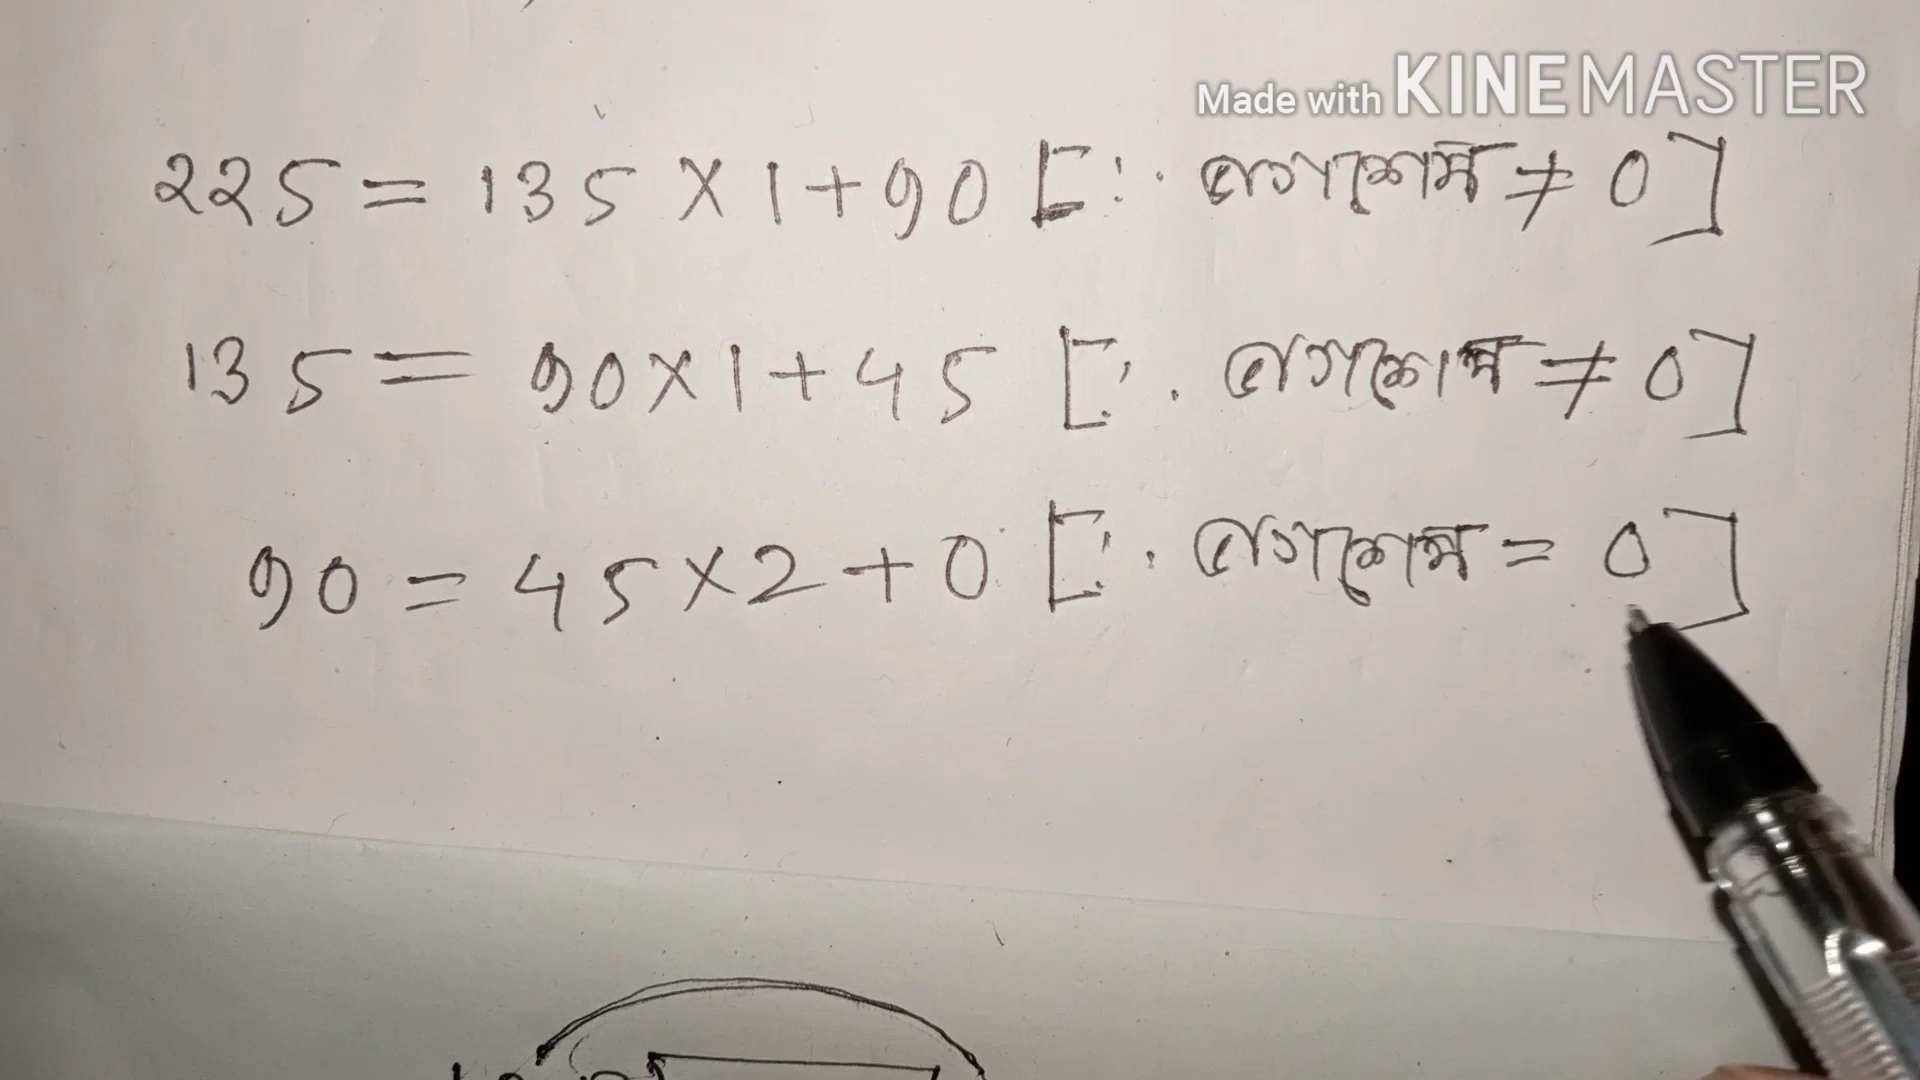 Made with KINEMASTER
225 = 135 × 1 + 90 [∵ ভাগশেষ ≠ 0]
135 = 90 × 1 + 45 [∵ ভাগশেষ ≠ 0]
90 = 45 × 2 + 0 [∵ ভাগশেষ = 0]